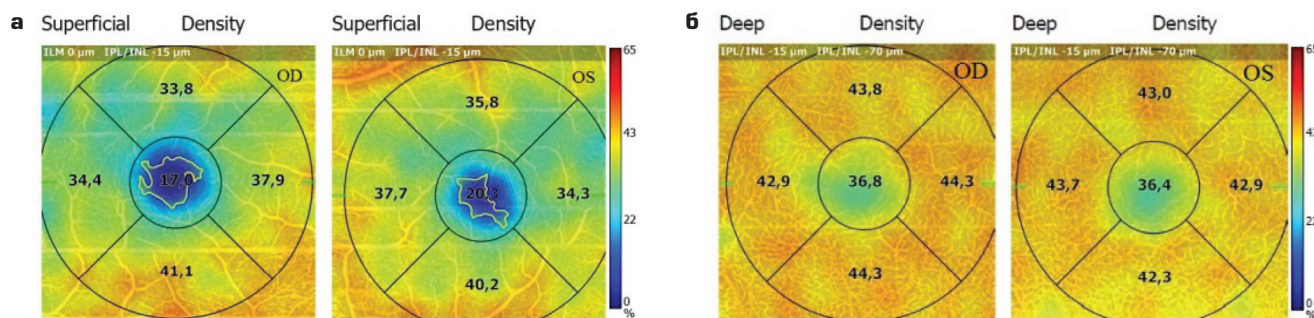 а
Superficial Density
ILM 0 µm IPL/INL -15 µm
OD
33,8
34,4
17,0
37,9
41,1
Superficial Density
ILM 0 µm IPL/INL -15 µm
OS
35,8
37,7
20,3
34,3
40,2
65
43
22
0
%
б
Deep Density
IPL/INL -15 µm IPL/INL -70 µm
OD
43,8
42,9
36,8
44,3
44,3
Deep Density
IPL/INL -15 µm IPL/INL -70 µm
OS
43,0
43,7
36,4
42,9
42,3
65
43
22
0
%